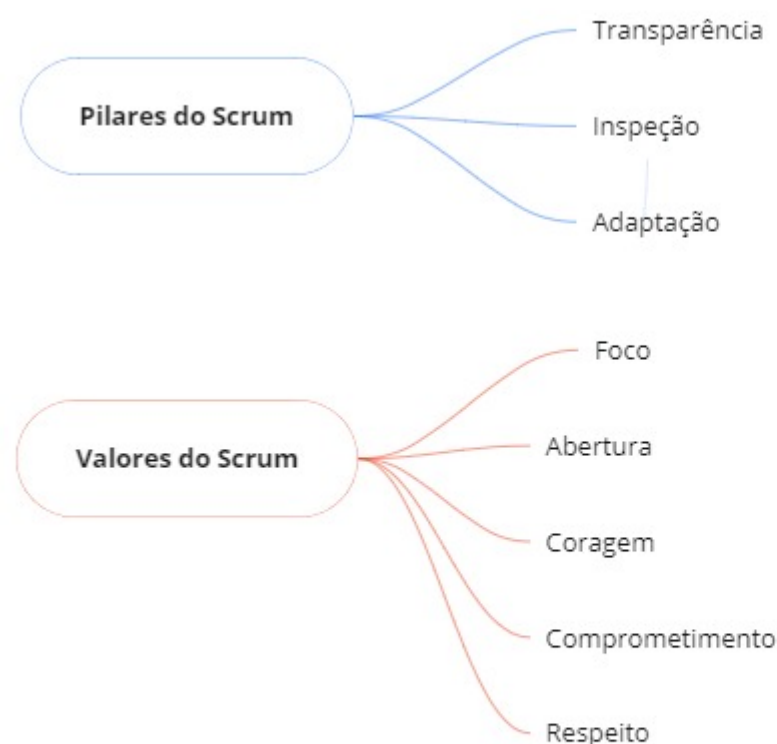 Pilares do Scrum
Transparência
Inspeção
Adaptação
Valores do Scrum
Foco
Abertura
Coragem
Comprometimento
Respeito